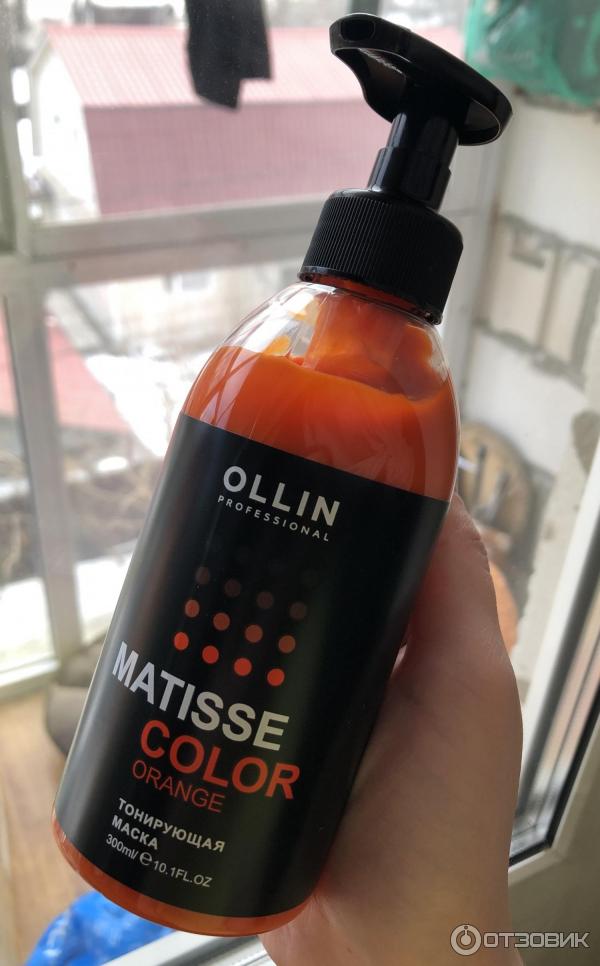 OLLIN
PROFESSIONAL
MATISSE
COLOR
ORANGE
ТОНИРУЮЩАЯ
МАСКА
300ml/ ℮ 10.1FL.OZ
ОТЗОВИК